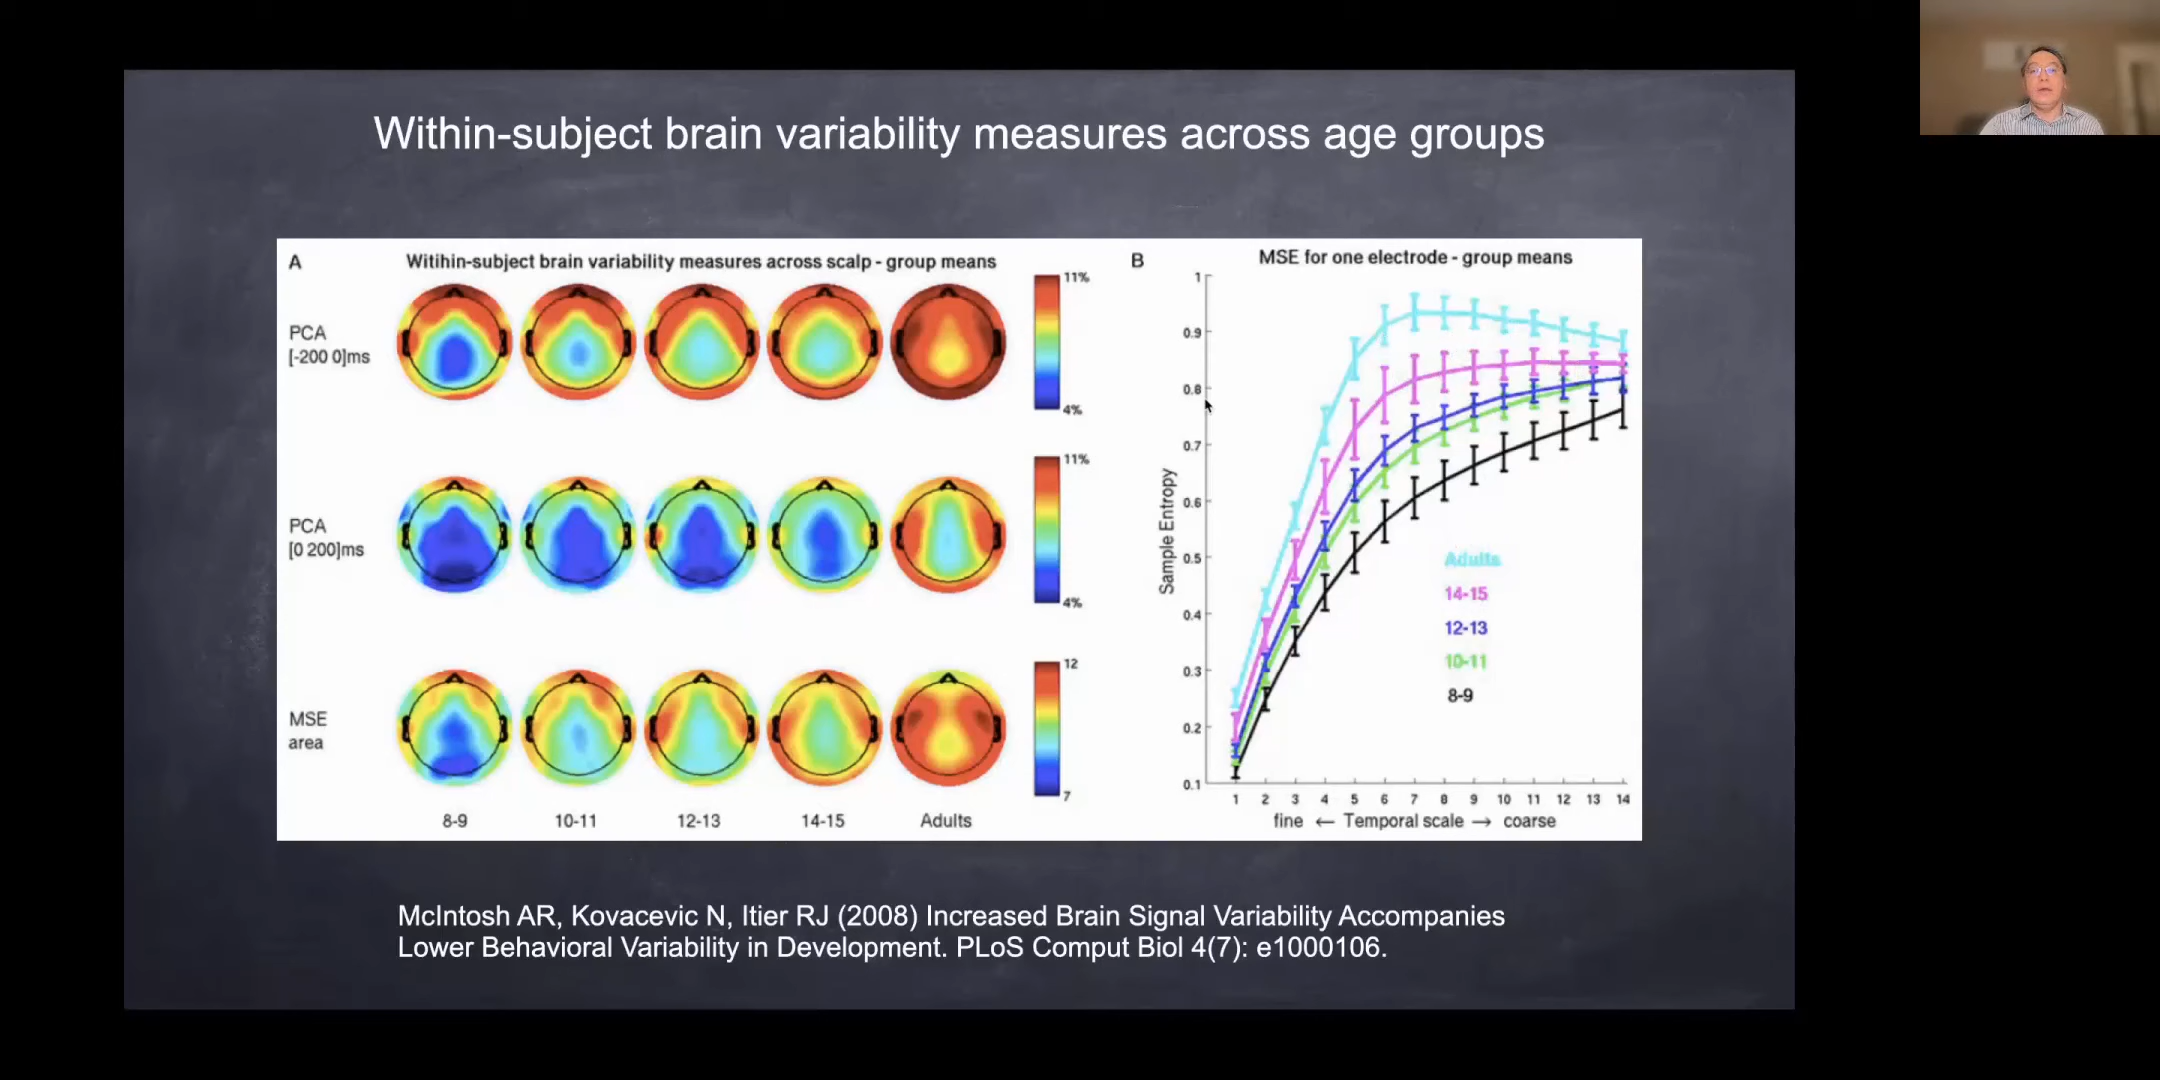 Within-subject brain variability measures across age groups
A
Witihin-subject brain variability measures across scalp - group means
PCA
[-200 0]ms
11%
4%
PCA
[0 200]ms
11%
4%
MSE
area
12
7
8-9 10-11 12-13 14-15 Adults
B
MSE for one electrode - group means
Sample Entropy
1
0.9
0.8
0.7
0.6
0.5
0.4
0.3
0.2
0.1
Adults
14-15
12-13
10-11
8-9
1 2 3 4 5 6 7 8 9 10 11 12 13 14
fine ← Temporal scale → coarse
McIntosh AR, Kovacevic N, Itier RJ (2008) Increased Brain Signal Variability Accompanies
Lower Behavioral Variability in Development. PLoS Comput Biol 4(7): e1000106.